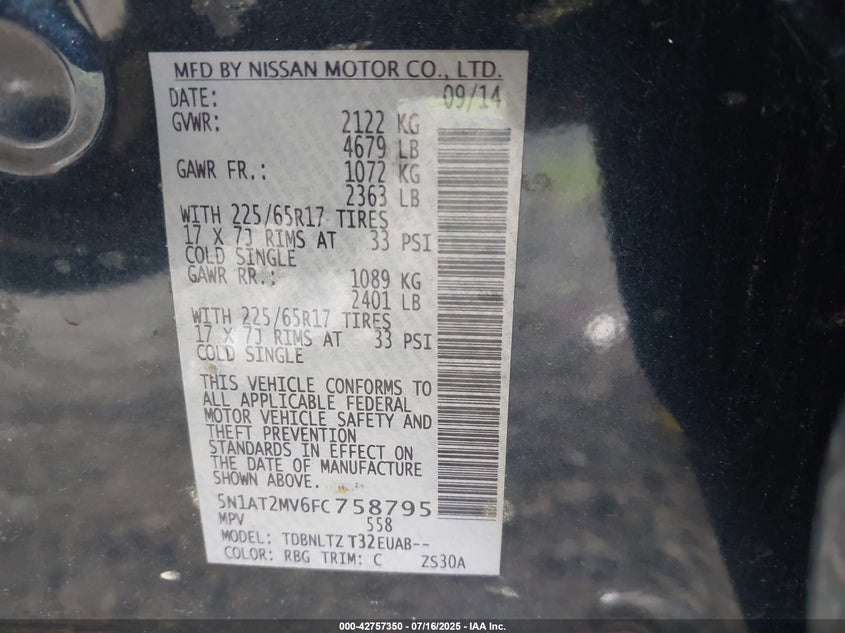 MFD BY NISSAN MOTOR CO., LTD.
DATE: 09/14
GVWR: 2122 KG
4679 LB
GAWR FR.: 1072 KG
2363 LB
WITH 225/65R17 TIRES
17 X 7J RIMS AT 33 PSI
COLD SINGLE
GAWR RR.: 1089 KG
2401 LB
WITH 225/65R17 TIRES
17 X 7J RIMS AT 33 PSI
COLD SINGLE
THIS VEHICLE CONFORMS TO
ALL APPLICABLE FEDERAL
MOTOR VEHICLE SAFETY AND
THEFT PREVENTION
STANDARDS IN EFFECT ON
THE DATE OF MANUFACTURE
SHOWN ABOVE.
5N1AT2MV6FC758795
MPV 558
MODEL: TDBNLTZ T32EUAB--
COLOR: RBG TRIM: C ZS30A
000-42757350 - 07/16/2025 - IAA Inc.